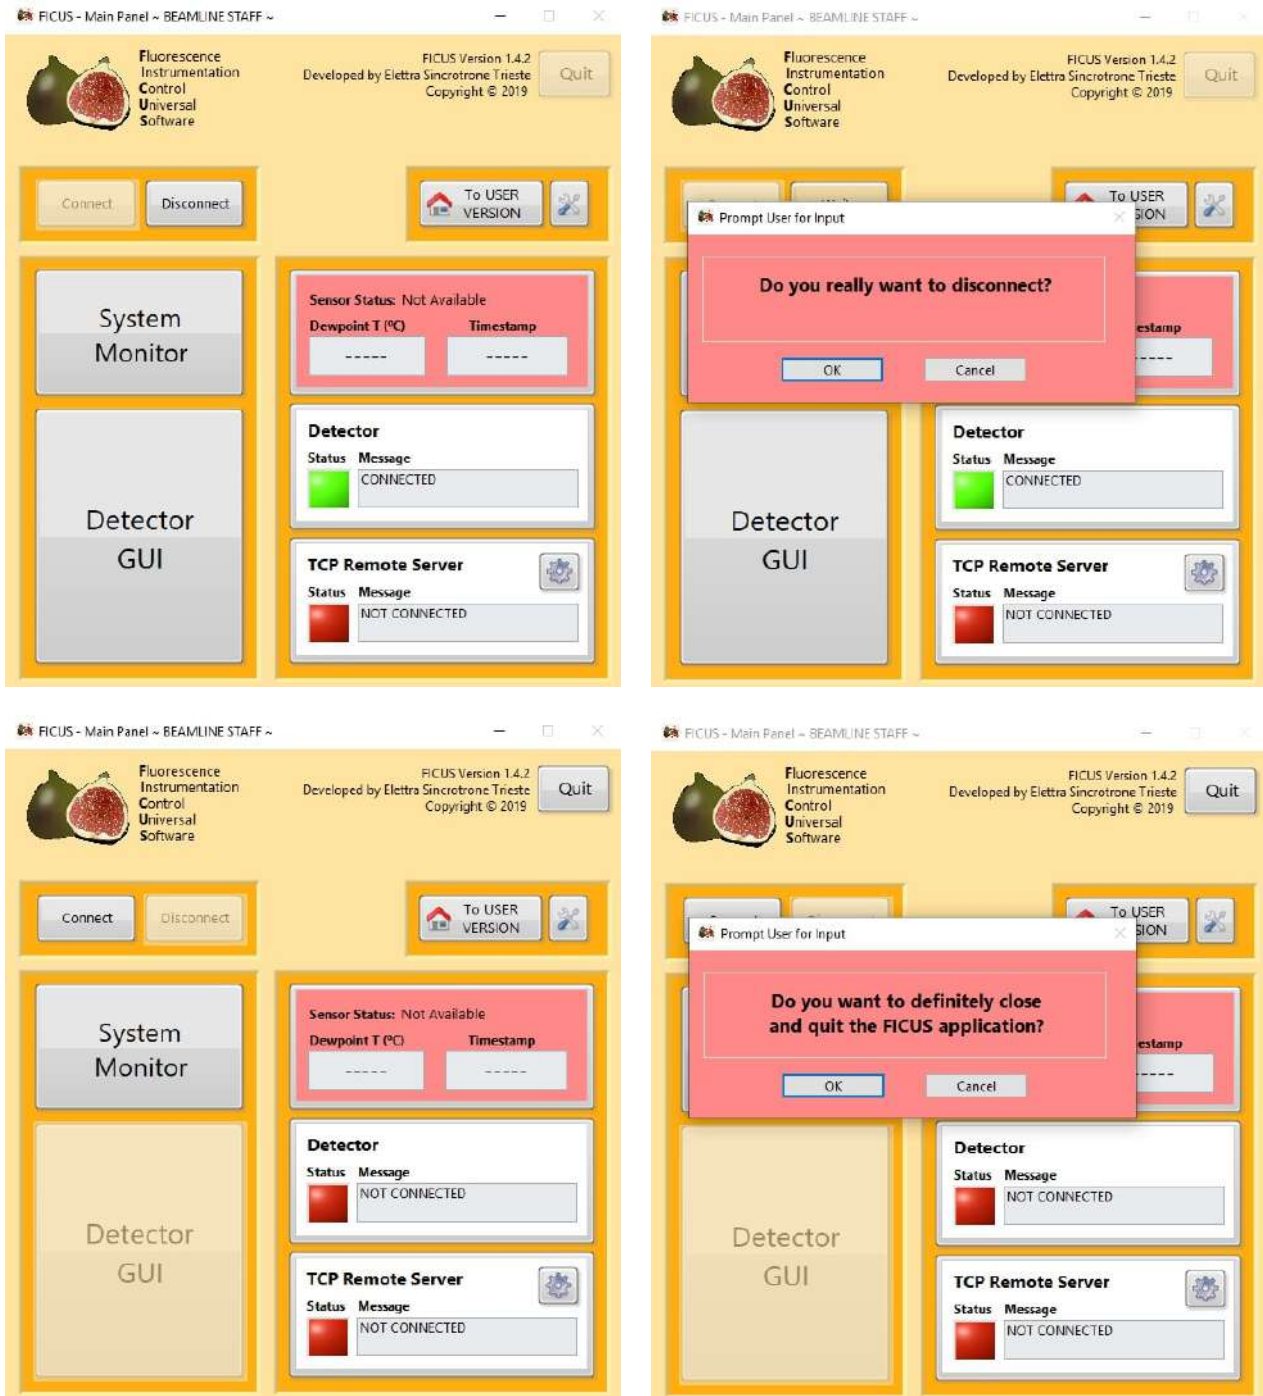 FICUS - Main Panel ~ BEAMLINE STAFF ~
Fluorescence
Instrumentation
Control
Universal
Software
FICUS Version 1.4.2
Developed by Elettra Sincrotrone Trieste
Copyright © 2019
Quit
Connect
Disconnect
To USER
VERSION
System
Monitor
Sensor Status: Not Available
Dewpoint T (ºC)
Timestamp
-----
-----
Detector
GUI
Detector
Status Message
CONNECTED
TCP Remote Server
Status Message
NOT CONNECTED
FICUS - Main Panel ~ BEAMLINE STAFF ~
Fluorescence
Instrumentation
Control
Universal
Software
FICUS Version 1.4.2
Developed by Elettra Sincrotrone Trieste
Copyright © 2019
Quit
To USER
SION
Prompt User for Input
Do you really want to disconnect?
OK
Cancel
estamp
-----
Detector
GUI
Detector
Status Message
CONNECTED
TCP Remote Server
Status Message
NOT CONNECTED
FICUS - Main Panel ~ BEAMLINE STAFF ~
Fluorescence
Instrumentation
Control
Universal
Software
FICUS Version 1.4.2
Developed by Elettra Sincrotrone Trieste
Copyright © 2019
Quit
Connect
Disconnect
To USER
VERSION
System
Monitor
Sensor Status: Not Available
Dewpoint T (ºC)
Timestamp
-----
-----
Detector
GUI
Detector
Status Message
NOT CONNECTED
TCP Remote Server
Status Message
NOT CONNECTED
FICUS - Main Panel ~ BEAMLINE STAFF ~
Fluorescence
Instrumentation
Control
Universal
Software
FICUS Version 1.4.2
Developed by Elettra Sincrotrone Trieste
Copyright © 2019
Quit
To USER
SION
Prompt User for Input
Do you want to definitely close
and quit the FICUS application?
OK
Cancel
estamp
----
Detector
GUI
Detector
Status Message
NOT CONNECTED
TCP Remote Server
Status Message
NOT CONNECTED